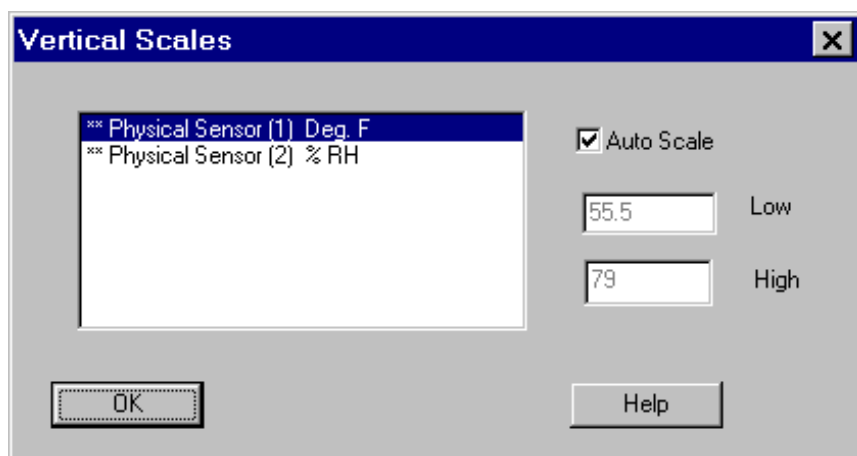 Vertical Scales
** Physical Sensor (1) Deg. F
** Physical Sensor (2) % RH
Auto Scale
55.5
Low
79
High
OK
Help